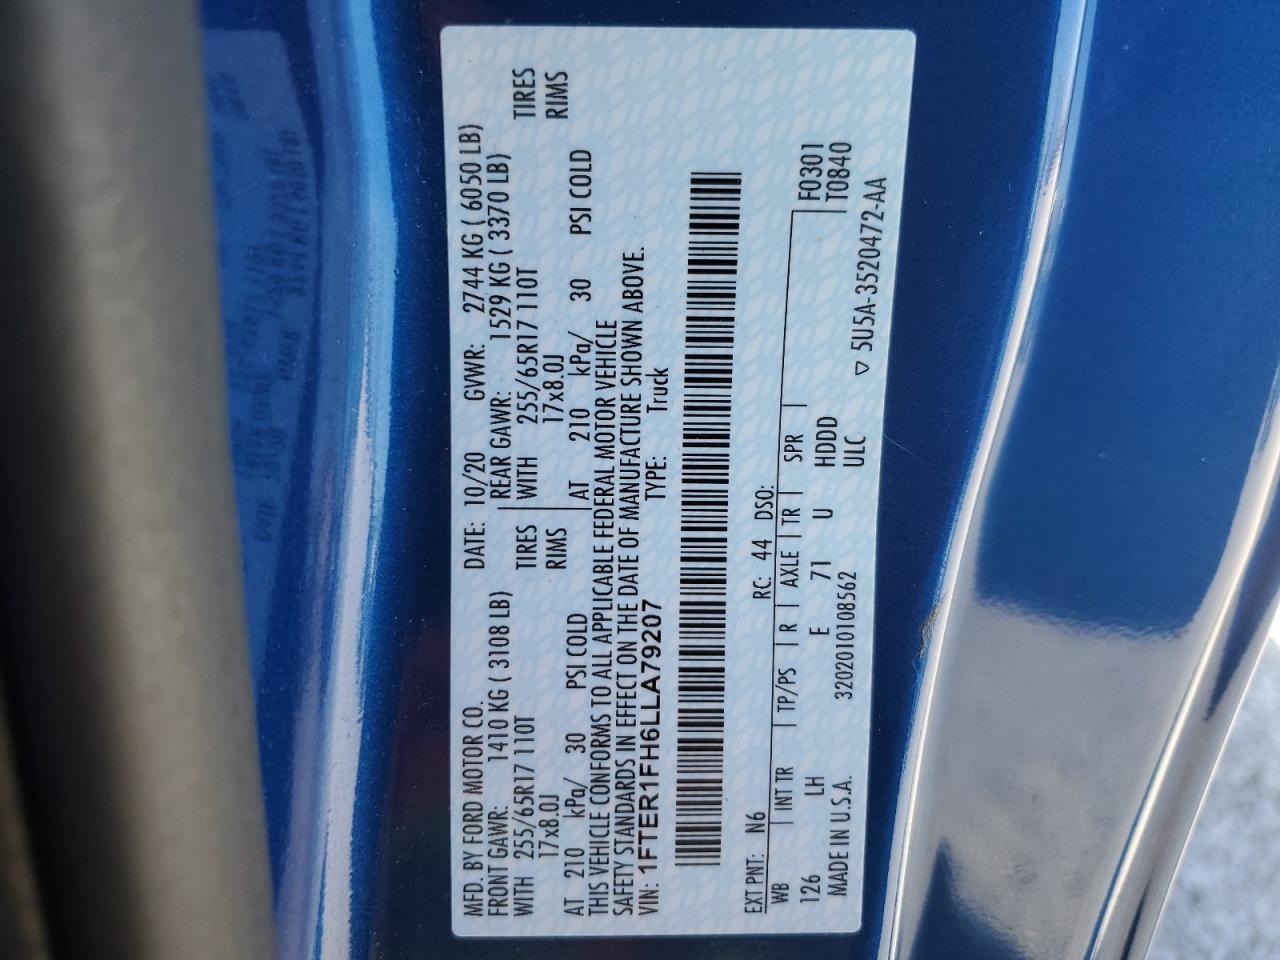 MFD. BY FORD MOTOR CO. DATE: 10/20 GVWR: 2744 KG ( 6050 LB)
FRONT GAWR: 1410 KG ( 3108 LB) REAR GAWR: 1529 KG ( 3370 LB)
WITH 255/65R17 110T TIRES WITH 255/65R17 110T TIRES
17x8.0J RIMS 17x8.0J RIMS
AT 210 kPa/ 30 PSI COLD AT 210 kPa/ 30 PSI COLD
THIS VEHICLE CONFORMS TO ALL APPLICABLE FEDERAL MOTOR VEHICLE
SAFETY STANDARDS IN EFFECT ON THE DATE OF MANUFACTURE SHOWN ABOVE.
VIN: 1FTER1FH6LLA79207 TYPE: Truck
EXT PNT: N6 RC: 44 DSO:
WB INT TR TP/PS R AXLE TR SPR F0301
126 LH E 71 U HDDD T0840
MADE IN U.S.A. 3202010108562 ULC
▽ 5U5A-3520472-AA